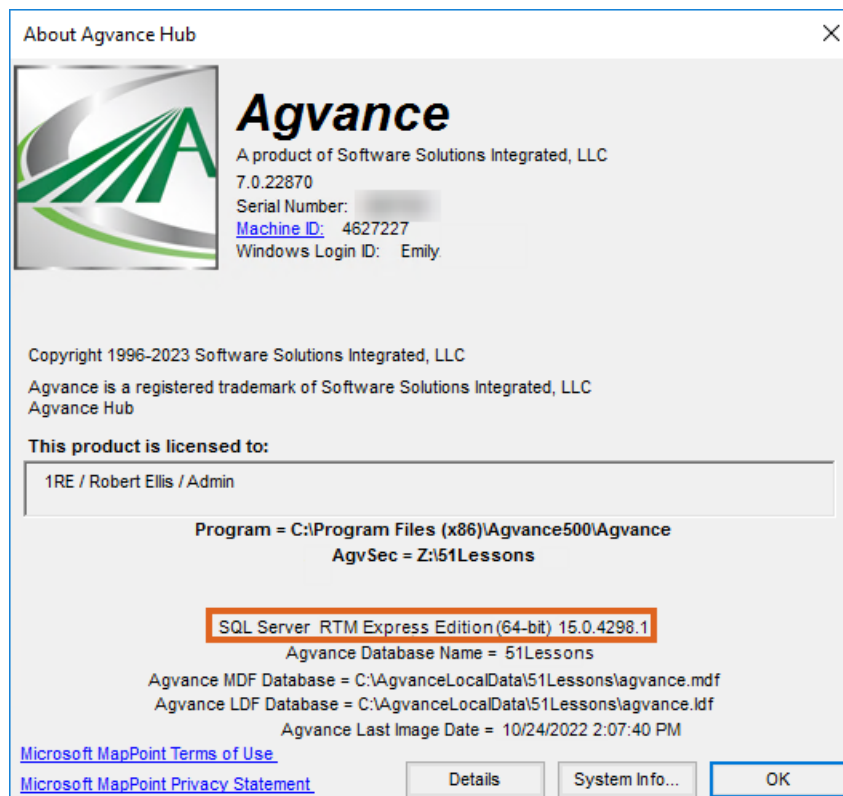 About Agvance Hub
Agvance
A product of Software Solutions Integrated, LLC
7.0.22870
Serial Number:
Machine ID: 4627227
Windows Login ID: Emily
Copyright 1996-2023 Software Solutions Integrated, LLC
Agvance is a registered trademark of Software Solutions Integrated, LLC
Agvance Hub
This product is licensed to:
1RE / Robert Ellis / Admin
Program = C:\Program Files (x86)\Agvance500\Agvance
AgvSec = Z:\51Lessons
SQL Server RTM Express Edition (64-bit) 15.0.4298.1
Agvance Database Name = 51Lessons
Agvance MDF Database = C:\AgvanceLocalData\51Lessons\agvance.mdf
Agvance LDF Database = C:\AgvanceLocalData\51Lessons\agvance.ldf
Agvance Last Image Date = 10/24/2022 2:07:40 PM
Microsoft MapPoint Terms of Use
Microsoft MapPoint Privacy Statement
Details
System Info...
OK